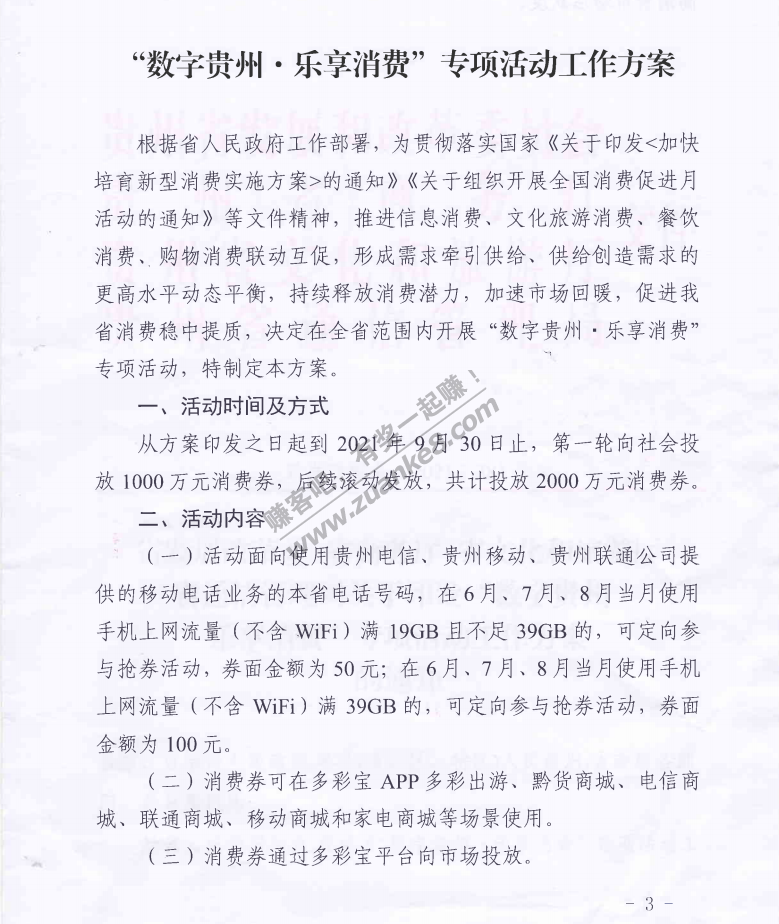 “数字贵州·乐享消费”专项活动工作方案
根据省人民政府工作部署，为贯彻落实国家《关于印发<加快
培育新型消费实施方案>的通知》《关于组织开展全国消费促进月
活动的通知》等文件精神，推进信息消费、文化旅游消费、餐饮
消费、购物消费联动互促，形成需求牵引供给、供给创造需求的
更高水平动态平衡，持续释放消费潜力，加速市场回暖，促进我
省消费稳中提质，决定在全省范围内开展“数字贵州·乐享消费”
专项活动，特制定本方案。
一、活动时间及方式
从方案印发之日起到 2021 年 9 月 30 日止，第一轮向社会投
放 1000 万元消费券，后续滚动发放，共计投放 2000 万元消费券。
二、活动内容
（一）活动面向使用贵州电信、贵州移动、贵州联通公司提
供的移动电话业务的本省电话号码，在 6 月、7 月、8 月当月使用
手机上网流量（不含 WiFi）满 19GB 且不足 39GB 的，可定向参
与抢券活动，券面金额为 50 元；在 6 月、7 月、8 月当月使用手机
上网流量（不含 WiFi）满 39GB 的，可定向参与抢券活动，券面
金额为 100 元。
（二）消费券可在多彩宝 APP 多彩出游、黔货商城、电信商
城、联通商城、移动商城和家电商城等场景使用。
（三）消费券通过多彩宝平台向市场投放。
- 3 -
赚客吧，有奖一起赚！
www.zuanke8.com